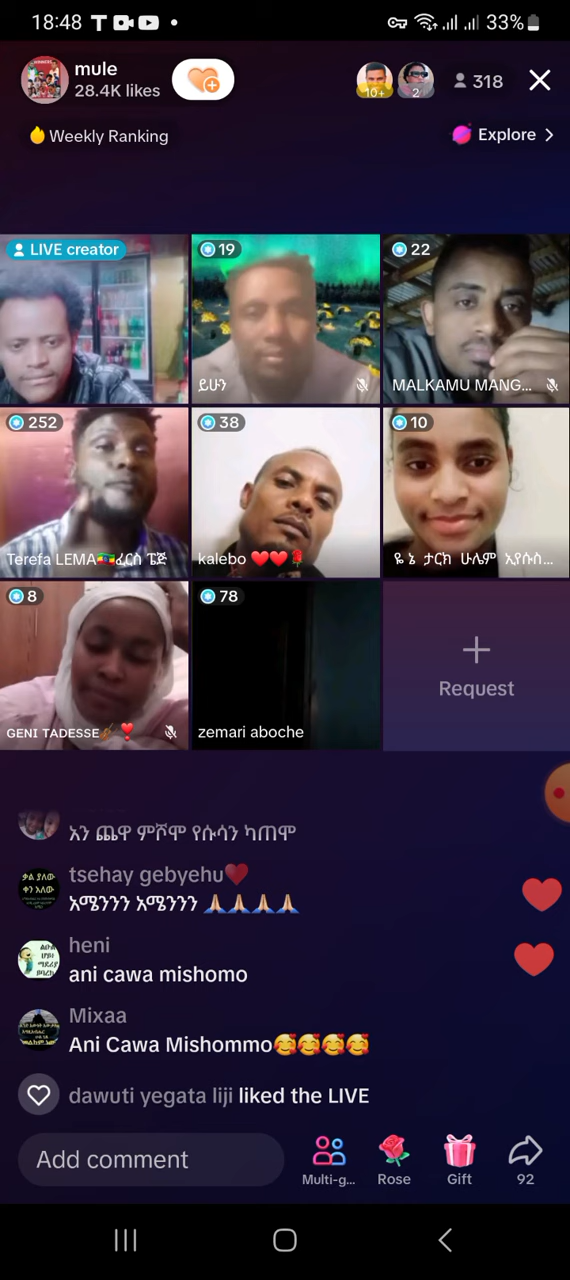 18:48
33%
mule
28.4K likes
10+
2
318
Weekly Ranking
Explore
LIVE creator
19
22
ይሁን
MALKAMU MANG...
252
38
10
Terefa LEMA🇪🇹ፈርስ ፔጅ
kalebo ❤️❤️🌹
ዬ ኔ ታርክ ሁሌም ኢየሱስ...
8
78
GENI TADESSE🎻❣️
zemari aboche
Request
አን ጨዋ ምሾሞ የሱሳን ካጠሞ
tsehay gebyehu♥️
አሜንንን አሜንንን 🙏🙏🙏🙏
heni
ani cawa mishomo
Mixaa
Ani Cawa Mishommo🥰🥰🥰🥰
dawuti yegata liji liked the LIVE
Add comment
Multi-g...
Rose
Gift
92